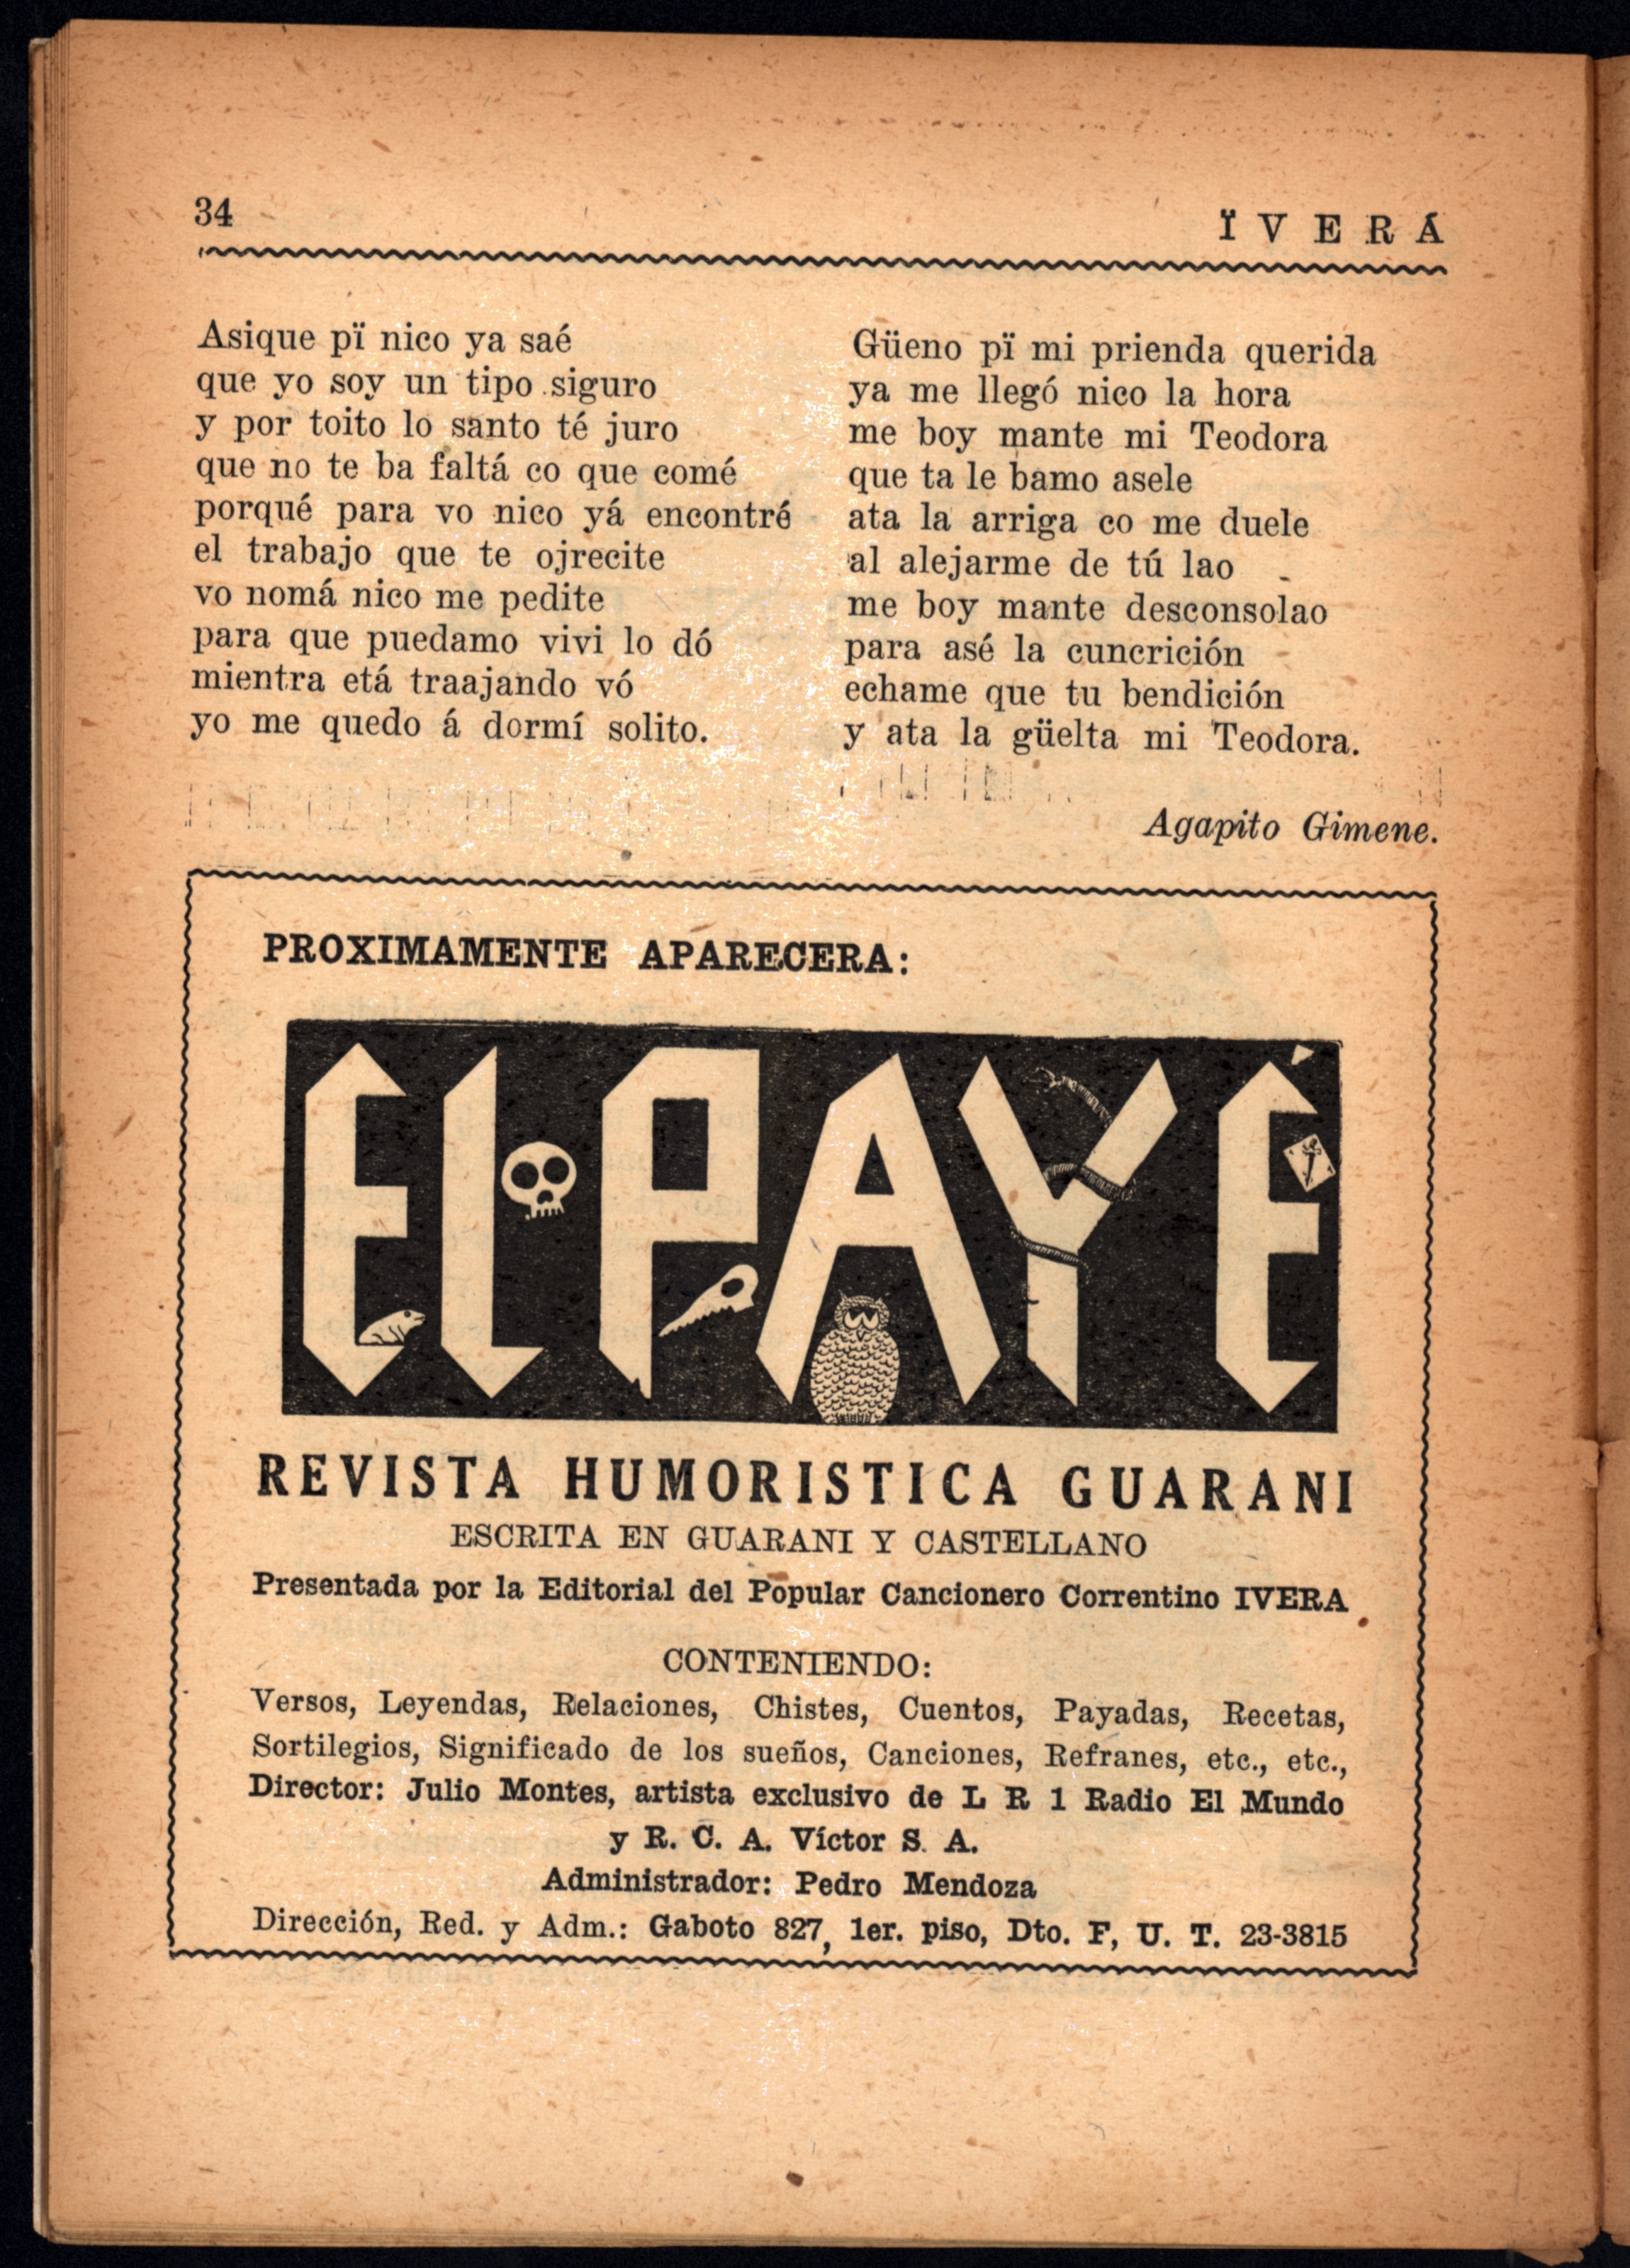 34
ÏVERÁ
Asique pï nico ya saé
que yo soy un tipo siguro
y por toito lo santo té juro
que no te ba faltá co que comé
porqué para vo nico yá encontré
el trabajo que te ojrecite
vo nomá nico me pedite
para que puedamo vivi lo dó
mientra etá traajando vó
yo me quedo á dormí solito.
Güeno pï mi prienda querida
ya me llegó nico la hora
me boy mante mi Teodora
que ta le bamo asele
ata la arriga co me duele
al alejarme de tú lao
me boy mante desconsolao
para asé la cuncrición
echame que tu bendición
y ata la güelta mi Teodora.
Agapito Gimene.
PROXIMAMENTE APARECERA:
EL PAYE
REVISTA HUMORISTICA GUARANI
ESCRITA EN GUARANI Y CASTELLANO
Presentada por la Editorial del Popular Cancionero Correntino IVERA
CONTENIENDO:
Versos, Leyendas, Relaciones, Chistes, Cuentos, Payadas, Recetas,
Sortilegios, Significado de los sueños, Canciones, Refranes, etc., etc.,
Director: Julio Montes, artista exclusivo de L R 1 Radio El Mundo
y R. C. A. Víctor S. A.
Administrador: Pedro Mendoza
Dirección, Red. y Adm.: Gaboto 827, 1er. piso, Dto. F, U. T. 23-3815